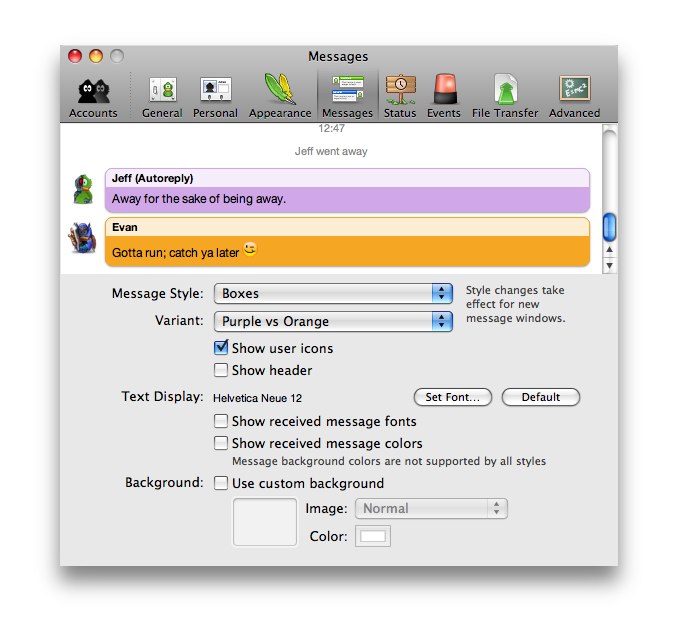 Messages
Accounts General Personal Appearance Messages Status Events File Transfer Advanced
12:47
Jeff went away
Jeff (Autoreply)
Away for the sake of being away.
Evan
Gotta run; catch ya later
Message Style: Boxes
Style changes take
effect for new
message windows.
Variant: Purple vs Orange
Show user icons
Show header
Text Display: Helvetica Neue 12 Set Font... Default
Show received message fonts
Show received message colors
Message background colors are not supported by all styles
Background: Use custom background
Image: Normal
Color: